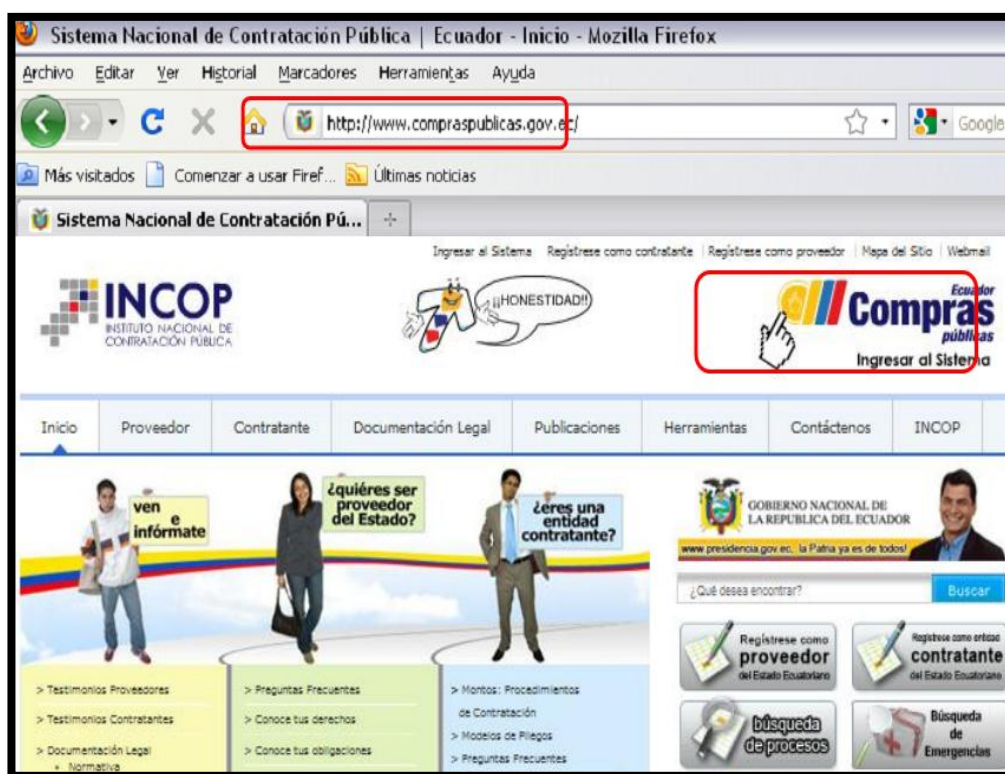 Sistema Nacional de Contratación Pública | Ecuador - Inicio - Mozilla Firefox
Archivo Editar Ver Historial Marcadores Herramientas Ayuda
http://www.compraspublicas.gov.ec/
Google
Más visitados Comenzar a usar Firef... Últimas noticias
Sistema Nacional de Contratación Pú...
Ingresar al Sistema Regístrese como contratante | Regístrese como proveedor | Mapa del Sitio | Webmail
INCOP
INSTITUTO NACIONAL DE
CONTRATACIÓN PÚBLICA
¡¡HONESTIDAD!!
Ecuador
Compras
públicas
Ingresar al Sistema
Inicio Proveedor Contratante Documentación Legal Publicaciones Herramientas Contáctenos INCOP
ven
e
infórmate
¿quiéres ser
proveedor
del Estado?
¿eres una
entidad
contratante?
GOBIERNO NACIONAL DE
LA REPUBLICA DEL ECUADOR
www.presidencia.gov.ec, la Patria ya es de todos!
¿Qué desea encontrar? Buscar
Regístrese como
proveedor
del Estado Ecuatoriano
Regístrese como entidad
contratante
del Estado Ecuatoriano
búsqueda
de procesos
Búsqueda
de
Emergencias
> Testimonios Proveedores
> Testimonios Contratantes
> Documentación Legal
• Normativa
> Preguntas Frecuentes
> Conoce tus derechos
> Conoce tus obligaciones
> Montos: Procedimientos
de Contratación
> Modelos de Pliegos
> Preguntas Frecuentes